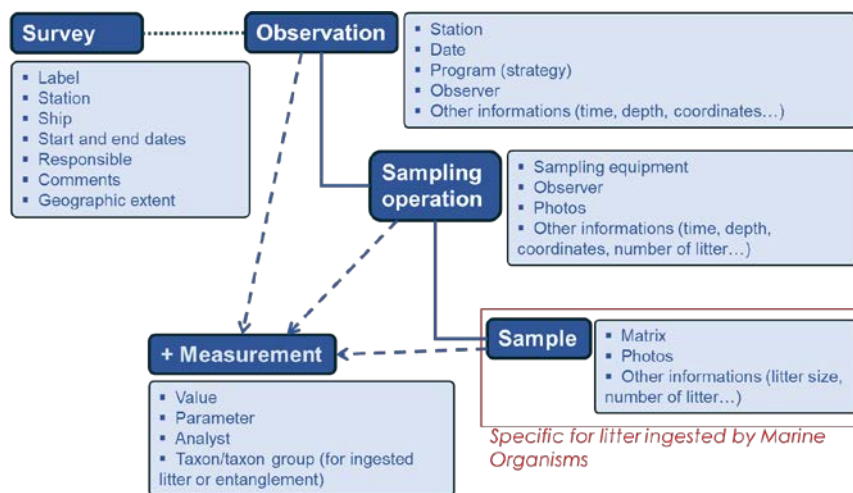 Survey
Observation
▪ Station
▪ Date
▪ Program (strategy)
▪ Observer
▪ Other informations (time, depth, coordinates…)
▪ Label
▪ Station
▪ Ship
▪ Start and end dates
▪ Responsible
▪ Comments
▪ Geographic extent
Sampling
operation
▪ Sampling equipment
▪ Observer
▪ Photos
▪ Other informations (time, depth,
coordinates, number of litter…)
+ Measurement
Sample
▪ Matrix
▪ Photos
▪ Other informations (litter size,
number of litter…)
▪ Value
▪ Parameter
▪ Analyst
▪ Taxon/taxon group (for ingested
litter or entanglement)
Specific for litter ingested by Marine
Organisms